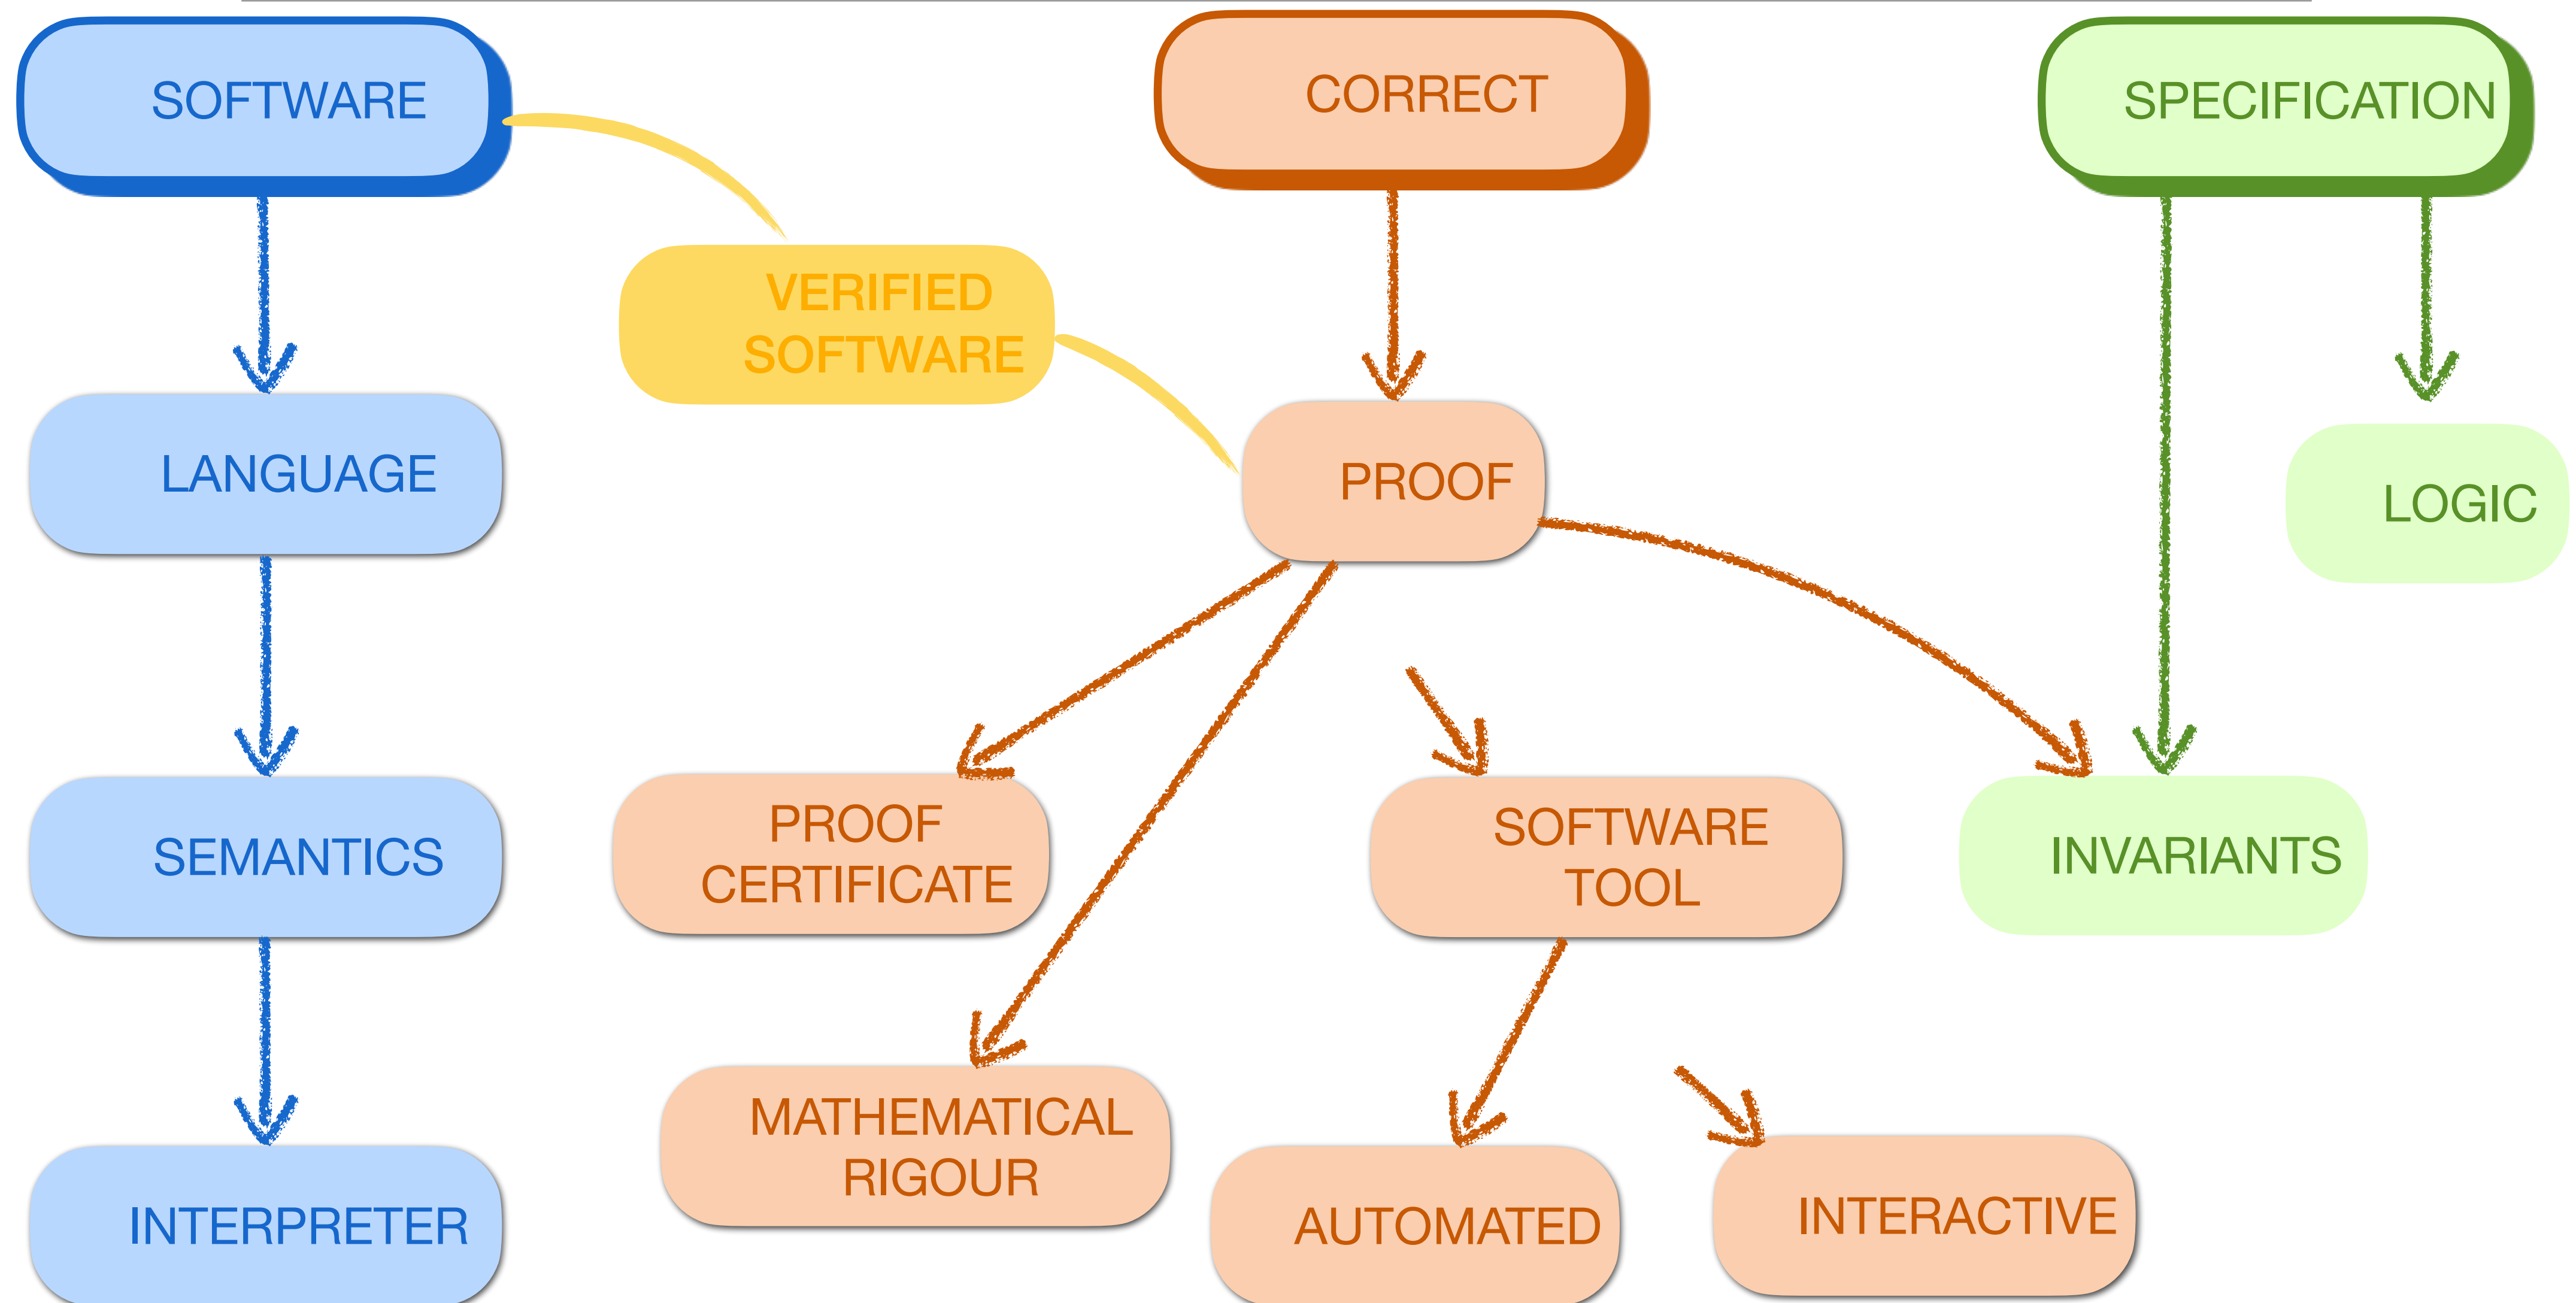 SOFTWARE
CORRECT
SPECIFICATION
VERIFIED
SOFTWARE
LANGUAGE
PROOF
LOGIC
SEMANTICS
PROOF
CERTIFICATE
SOFTWARE
TOOL
INVARIANTS
MATHEMATICAL
RIGOUR
INTERPRETER
AUTOMATED
INTERACTIVE